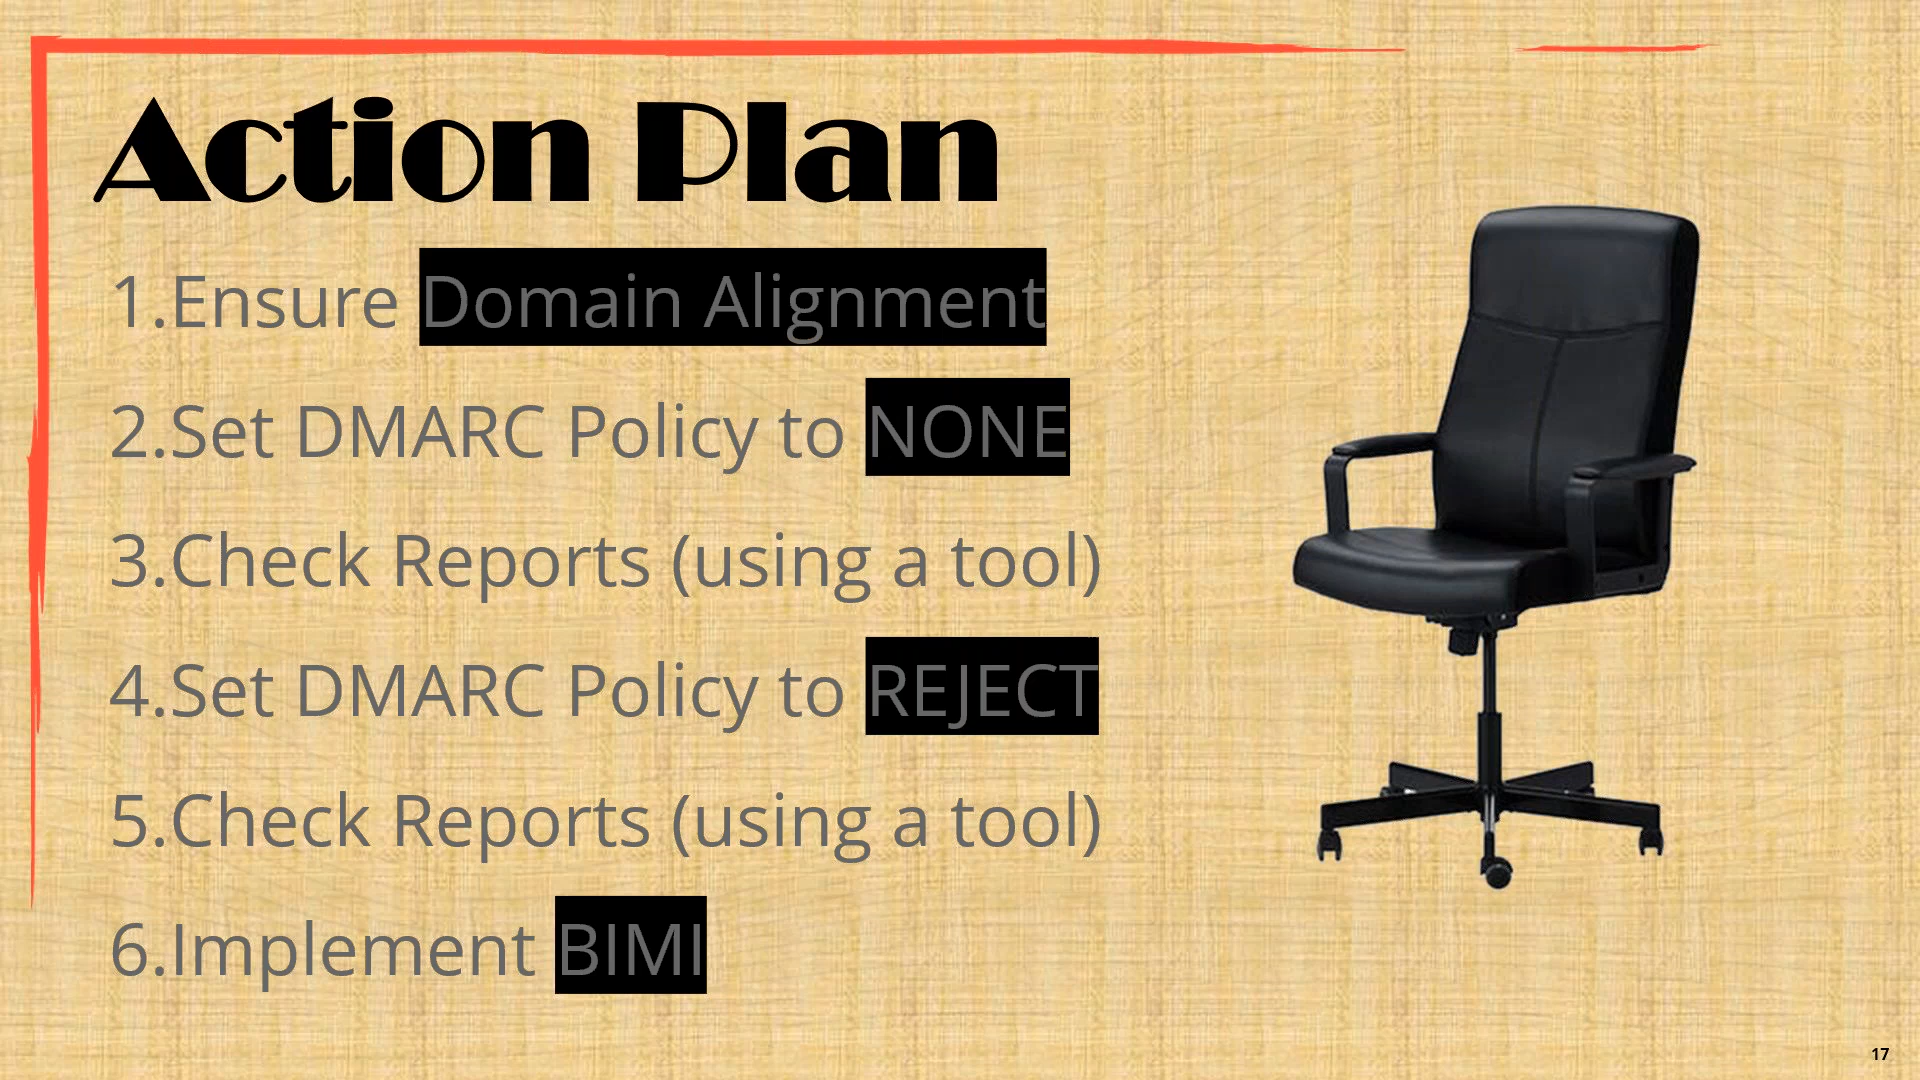 Action Plan
1.Ensure Domain Alignment
2.Set DMARC Policy to NONE
3.Check Reports (using a tool)
4.Set DMARC Policy to REJECT
5.Check Reports (using a tool)
6.Implement BIMI
17